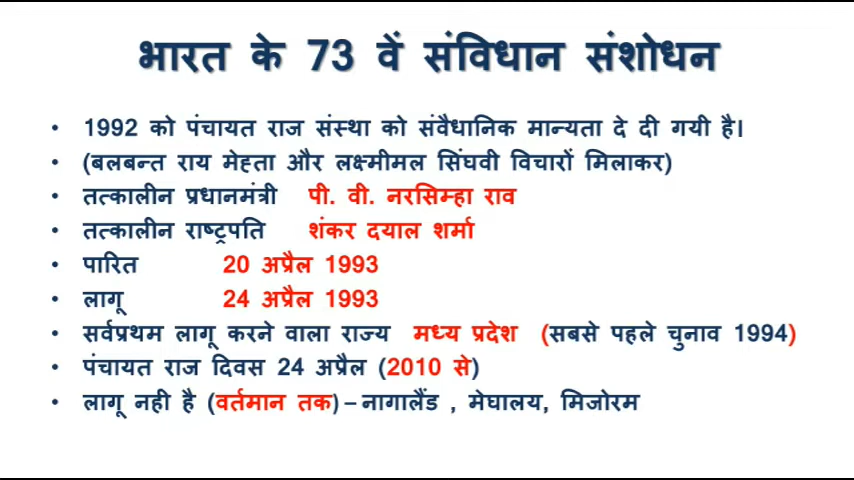 भारत के 73 वें संविधान संशोधन
• 1992 को पंचायत राज संस्था को संवैधानिक मान्यता दे दी गयी है।
• (बलबन्त राय मेह्ता और लक्ष्मीमल सिंघवी विचारों मिलाकर)
• तत्कालीन प्रधानमंत्री पी. वी. नरसिम्हा राव
• तत्कालीन राष्ट्रपति शंकर दयाल शर्मा
• पारित 20 अप्रैल 1993
• लागू 24 अप्रैल 1993
• सर्वप्रथम लागू करने वाला राज्य मध्य प्रदेश (सबसे पहले चुनाव 1994)
• पंचायत राज दिवस 24 अप्रैल (2010 से)
• लागू नही है (वर्तमान तक) – नागालैंड , मेघालय, मिजोरम